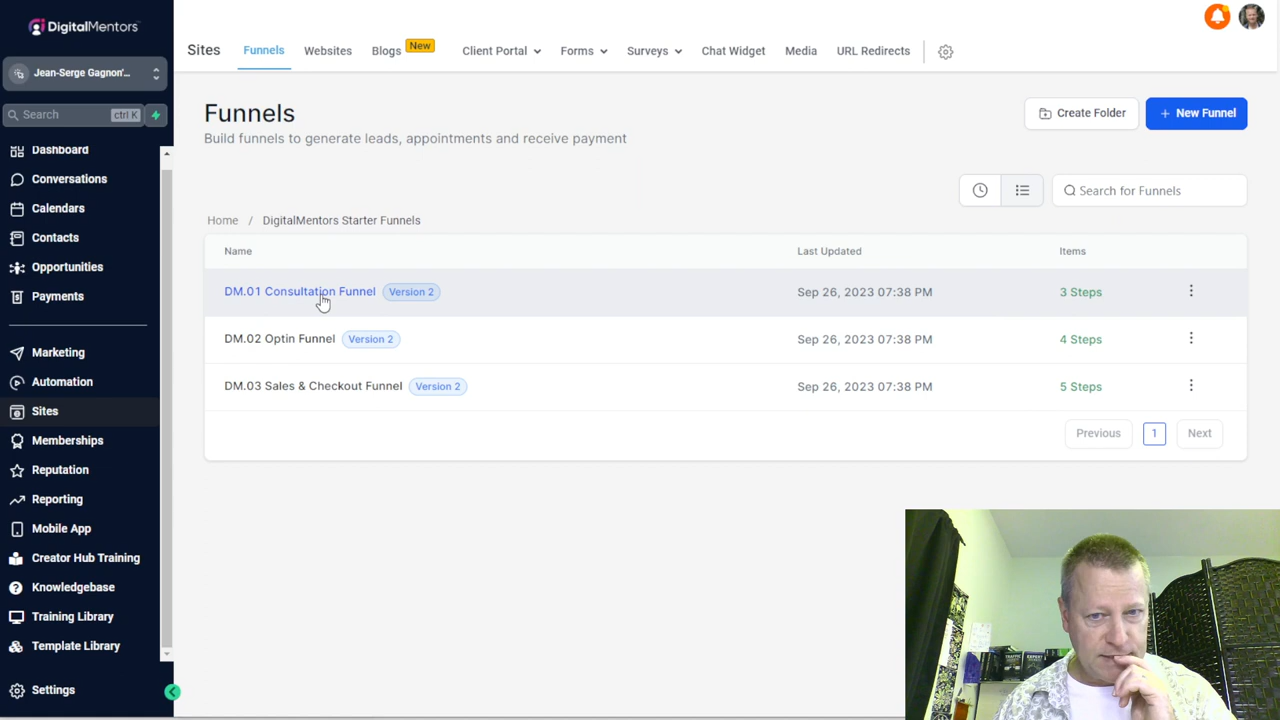 DigitalMentors
Sites
Funnels
Websites
Blogs
New
Client Portal
Forms
Surveys
Chat Widget
Media
URL Redirects
Jean-Serge Gagnon'...
Search
ctrl K
Dashboard
Conversations
Calendars
Contacts
Opportunities
Payments
Marketing
Automation
Sites
Memberships
Reputation
Reporting
Mobile App
Creator Hub Training
Knowledgebase
Training Library
Template Library
Settings
Funnels
Build funnels to generate leads, appointments and receive payment
Create Folder
+ New Funnel
Search for Funnels
Home / DigitalMentors Starter Funnels
Name Last Updated Items
DM.01 Consultation Funnel Version 2 Sep 26, 2023 07:38 PM 3 Steps
DM.02 Optin Funnel Version 2 Sep 26, 2023 07:38 PM 4 Steps
DM.03 Sales & Checkout Funnel Version 2 Sep 26, 2023 07:38 PM 5 Steps
Previous 1 Next
TRAFFIC
EXPERT